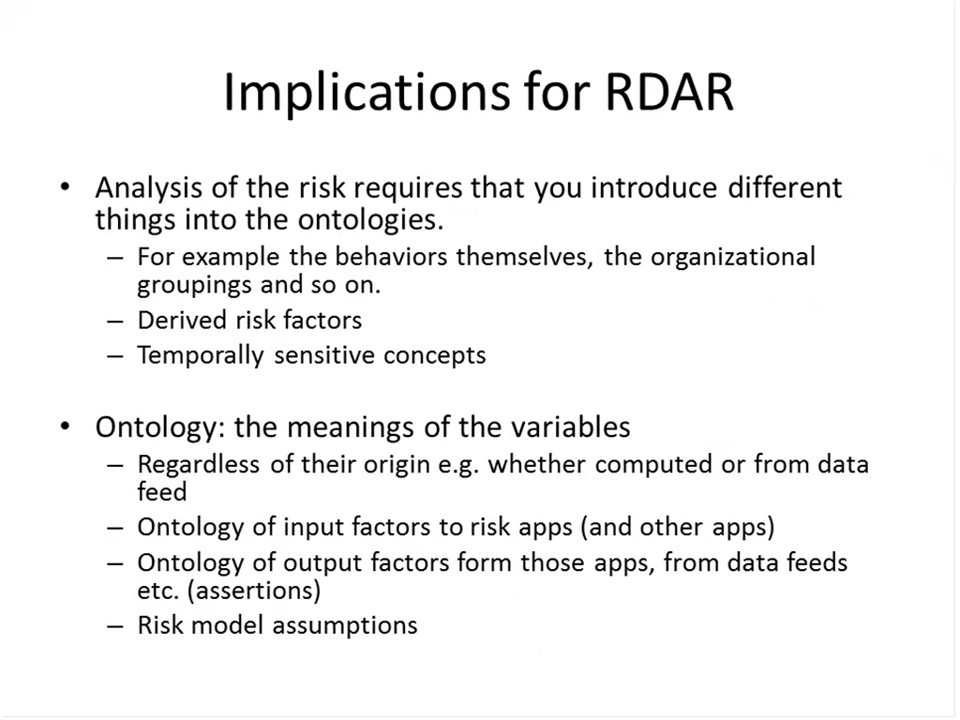 Implications for RDAR
• Analysis of the risk requires that you introduce different
things into the ontologies.
– For example the behaviors themselves, the organizational
groupings and so on.
– Derived risk factors
– Temporally sensitive concepts
• Ontology: the meanings of the variables
– Regardless of their origin e.g. whether computed or from data
feed
– Ontology of input factors to risk apps (and other apps)
– Ontology of output factors form those apps, from data feeds
etc. (assertions)
– Risk model assumptions